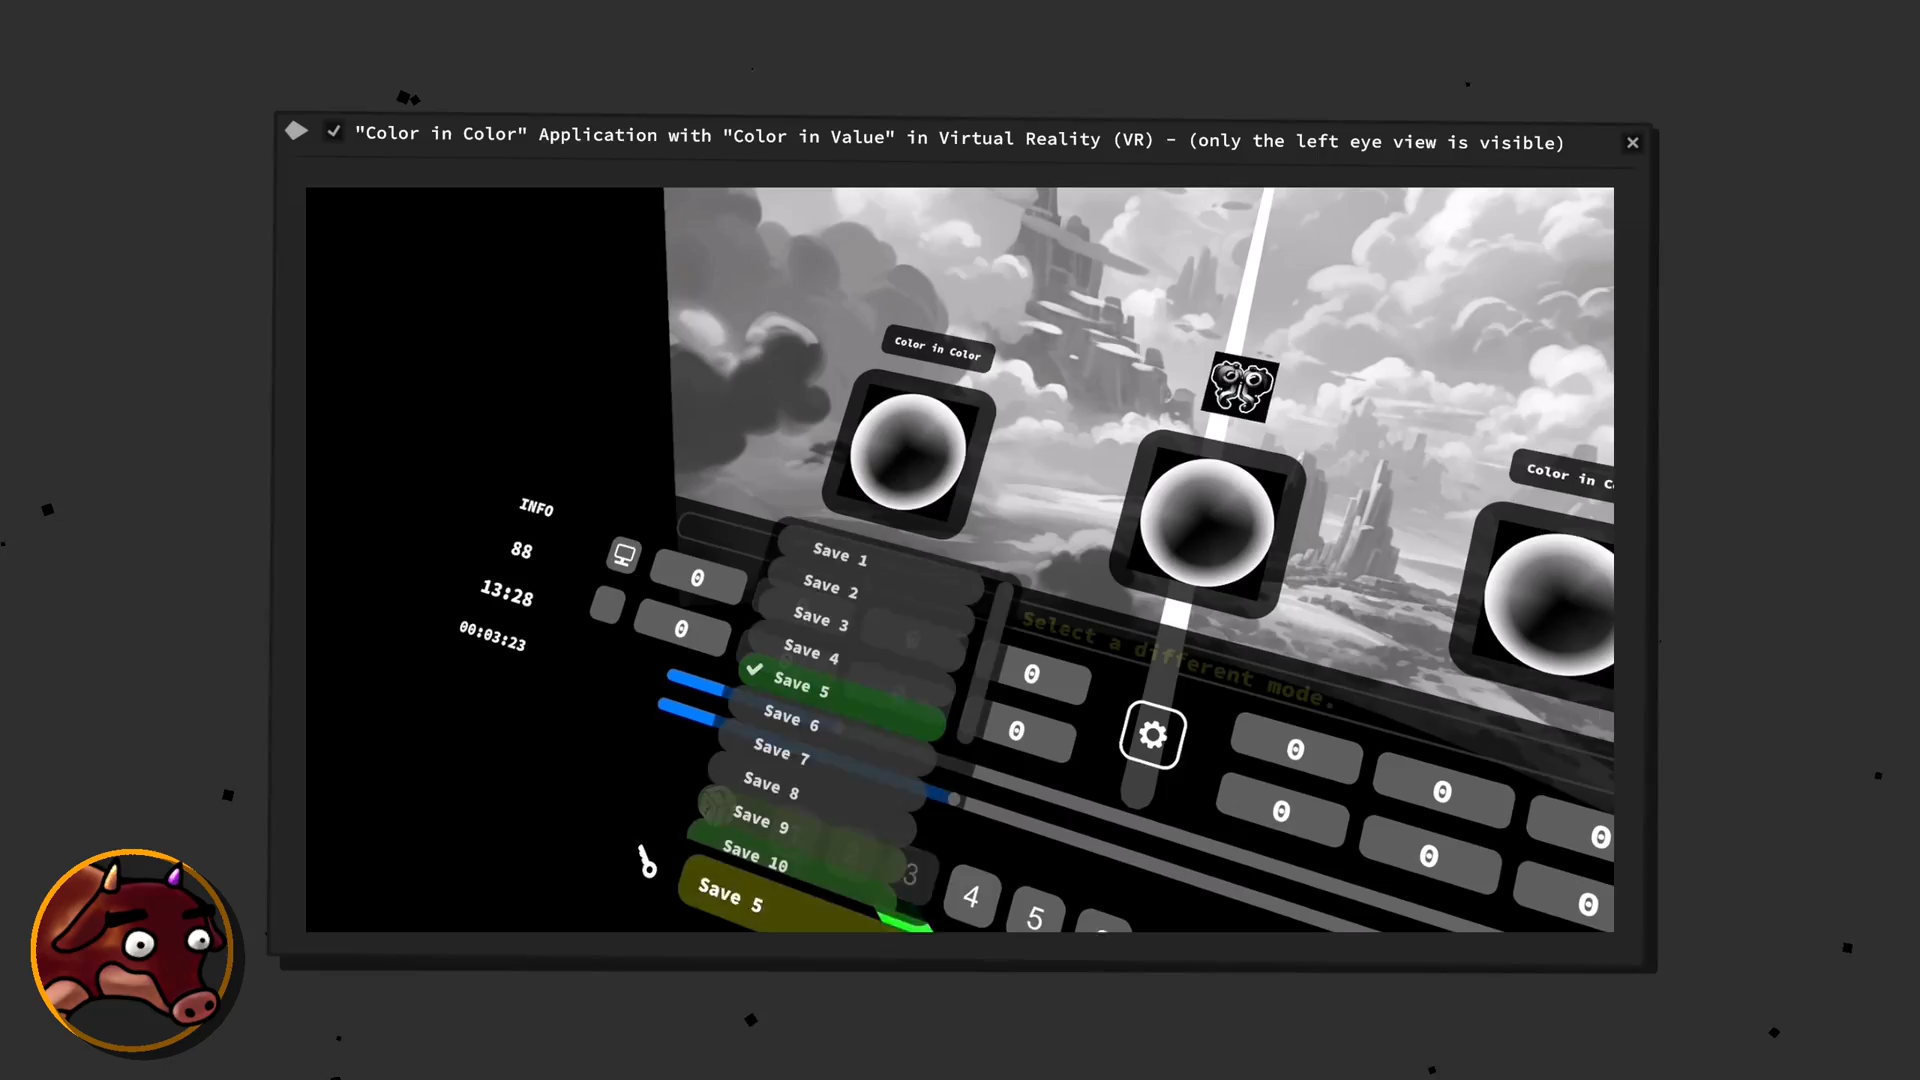 "Color in Color" Application with "Color in Value" in Virtual Reality (VR) - (only the left eye view is visible)
Color in Color
Color in
INFO
88
13:28
00:03:23
0
0
Save 1
Save 2
Save 3
Save 4
Save 5
Save 6
Save 7
Save 8
Save 9
Save 10
Save 5
Select a different mode.
0
0
0
0
0
0
0
0
3
4
5